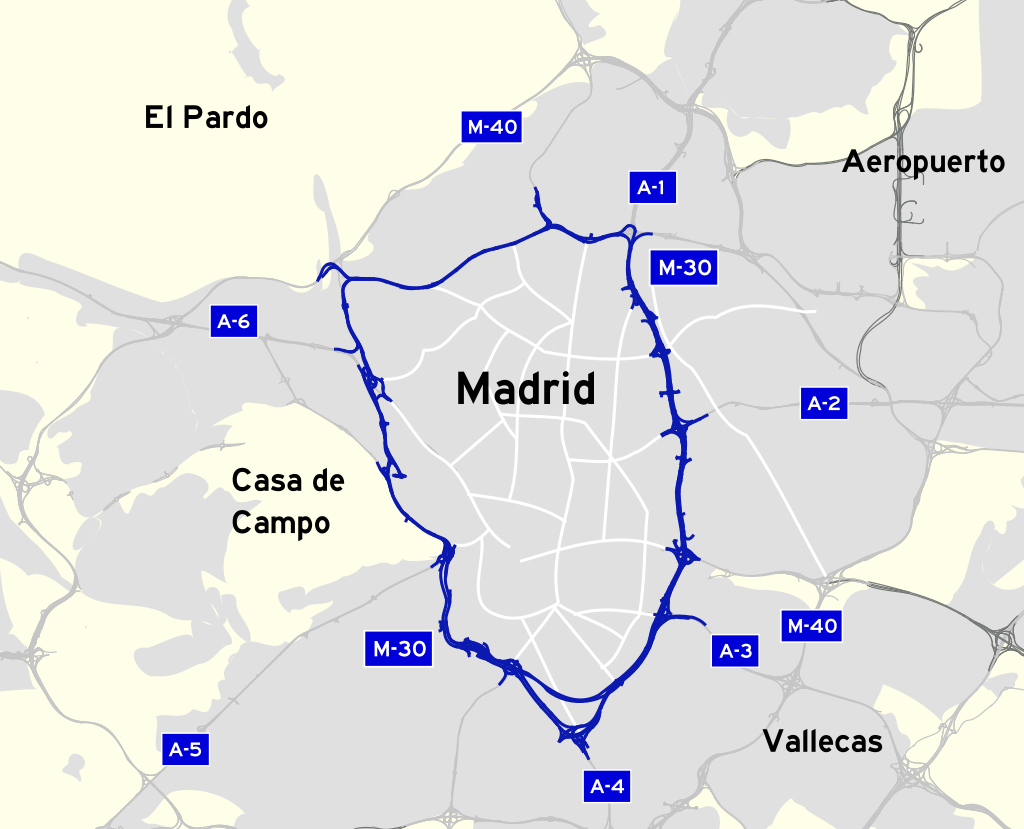 El Pardo
M-40
Aeropuerto
A-1
M-30
A-6
Madrid
A-2
Casa de
Campo
M-40
M-30
A-3
Vallecas
A-5
A-4